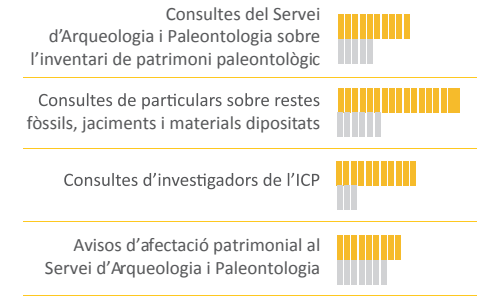 Consultes del Servei
d’Arqueologia i Paleontologia sobre
l’inventari de patrimoni paleontològic
Consultes de particulars sobre restes
fòssils, jaciments i materials dipositats
Consultes d’investigadors de l’ICP
Avisos d’afectació patrimonial al
Servei d’Arqueologia i Paleontologia